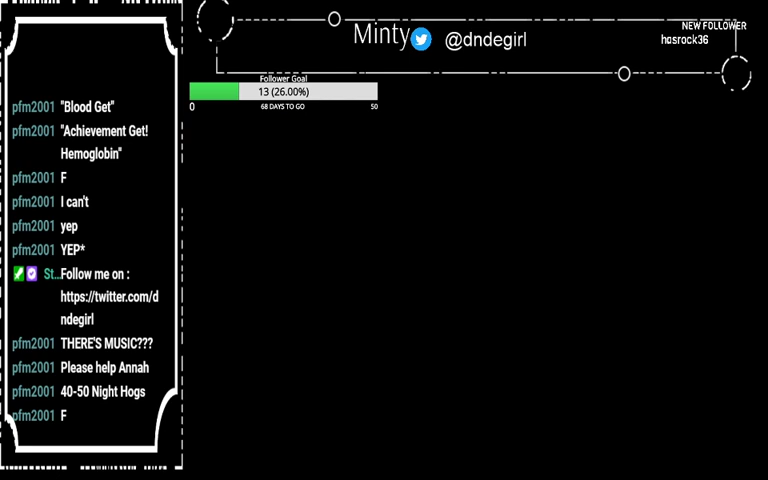 Minty @dndegirl
NEW FOLLOWER
hasrock36
Follower Goal
13 (26.00%)
0 68 DAYS TO GO 50
pfm2001 "Blood Get"
pfm2001 "Achievement Get!
Hemoglobin"
pfm2001 F
pfm2001 I can't
pfm2001 yep
pfm2001 YEP*
St... Follow me on :
https://twitter.com/d
ndegirl
pfm2001 THERE'S MUSIC???
pfm2001 Please help Annah
pfm2001 40-50 Night Hogs
pfm2001 F